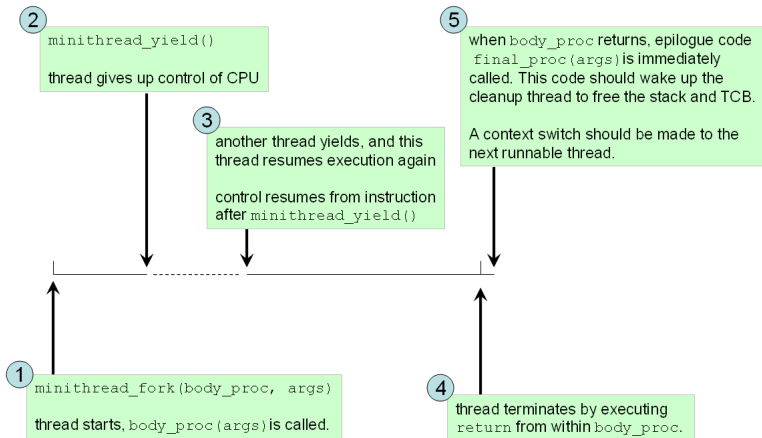 2
minithread_yield()
thread gives up control of CPU
3
another thread yields, and this
thread resumes execution again
control resumes from instruction
after minithread_yield()
5
when body_proc returns, epilogue code
final_proc(args) is immediately
called. This code should wake up the
cleanup thread to free the stack and TCB.
A context switch should be made to the
next runnable thread.
1
minithread_fork(body_proc, args)
thread starts, body_proc(args) is called.
4
thread terminates by executing
return from within body_proc.